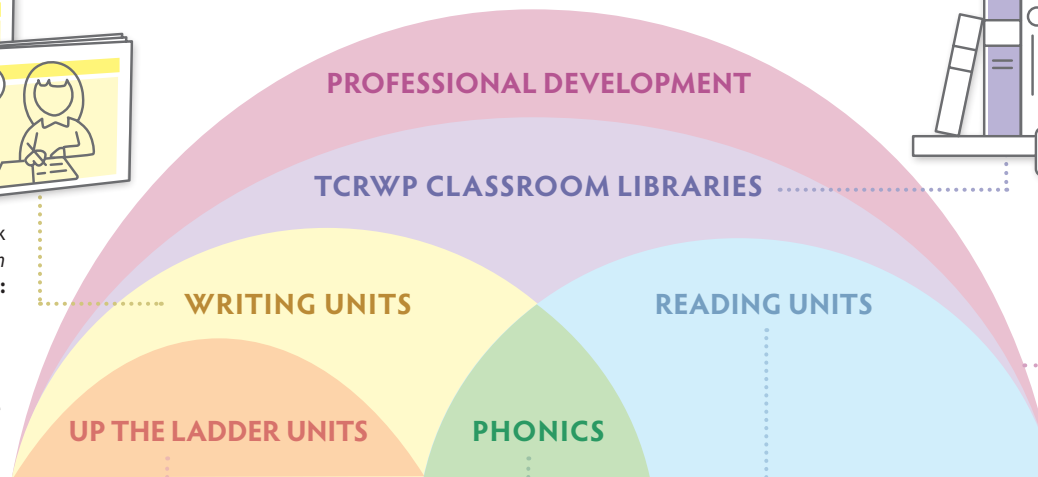 PROFESSIONAL DEVELOPMENT
TCRWP CLASSROOM LIBRARIES
WRITING UNITS
READING UNITS
UP THE LADDER UNITS
PHONICS